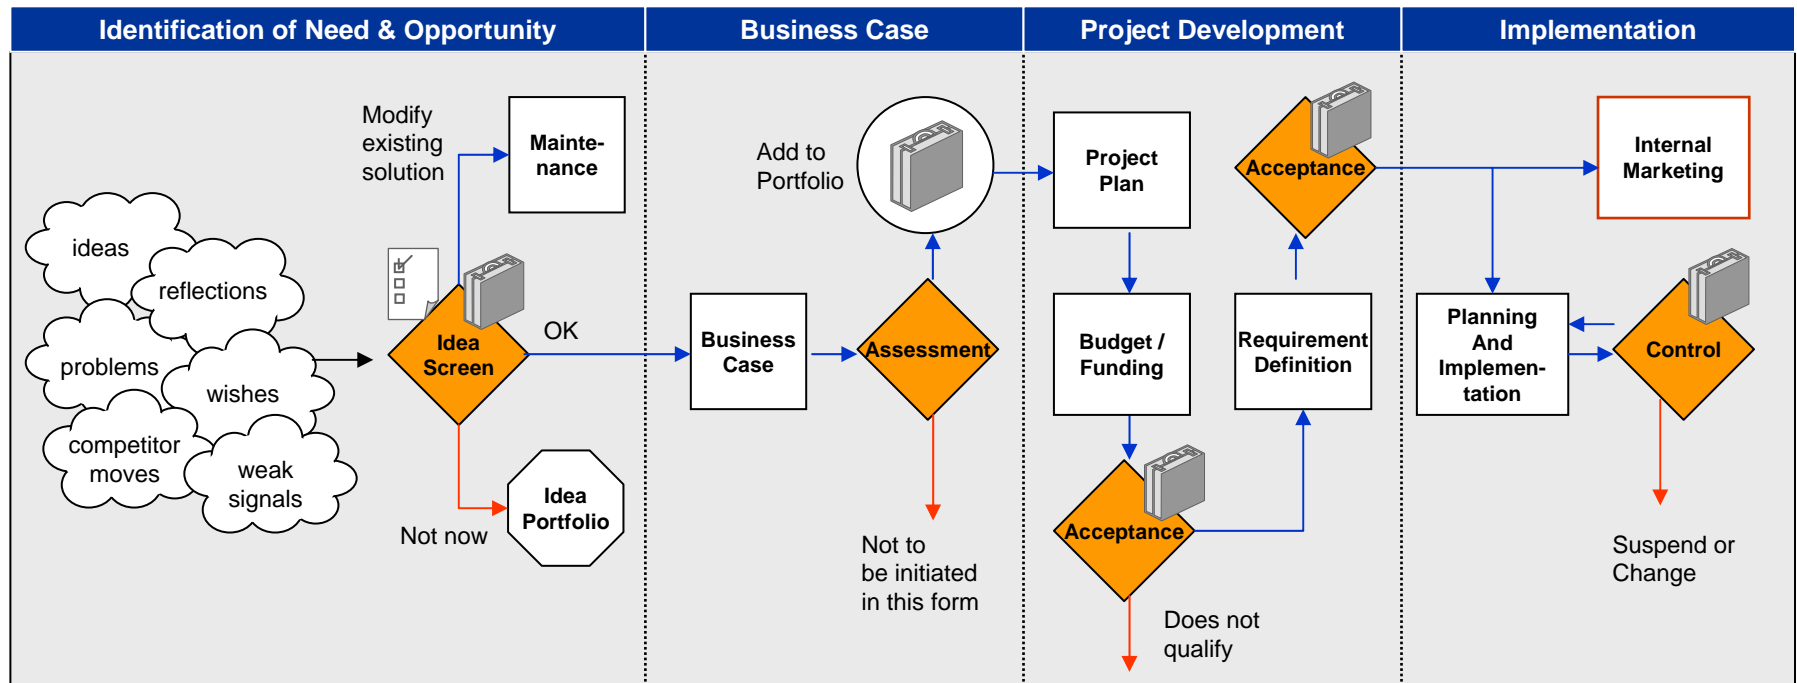 Identification of Need & Opportunity
Business Case
Project Development
Implementation
ideas
reflections
problems
wishes
competitor
moves
weak
signals
Modify
existing
solution
Mainte-
nance
Idea
Screen
OK
Not now
Idea
Portfolio
Business
Case
Assessment
Add to
Portfolio
Not to
be initiated
in this form
Project
Plan
Budget /
Funding
Acceptance
Does not
qualify
Requirement
Definition
Acceptance
Internal
Marketing
Planning
And
Implemen-
tation
Control
Suspend or
Change